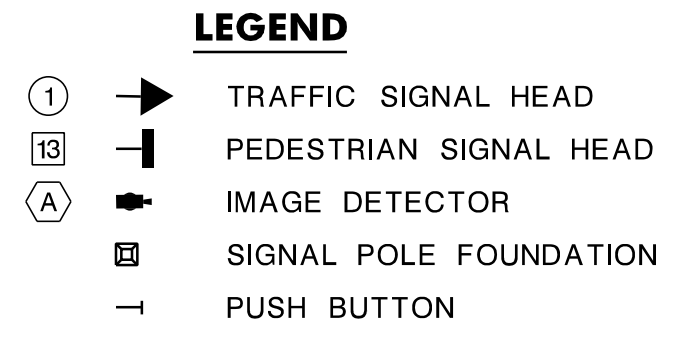 LEGEND
1 TRAFFIC SIGNAL HEAD
13 PEDESTRIAN SIGNAL HEAD
A IMAGE DETECTOR
SIGNAL POLE FOUNDATION
PUSH BUTTON